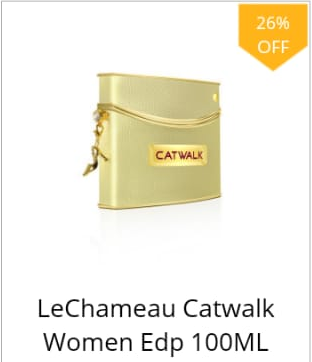 26%
OFF
CATWALK
LeChameau Catwalk
Women Edp 100ML